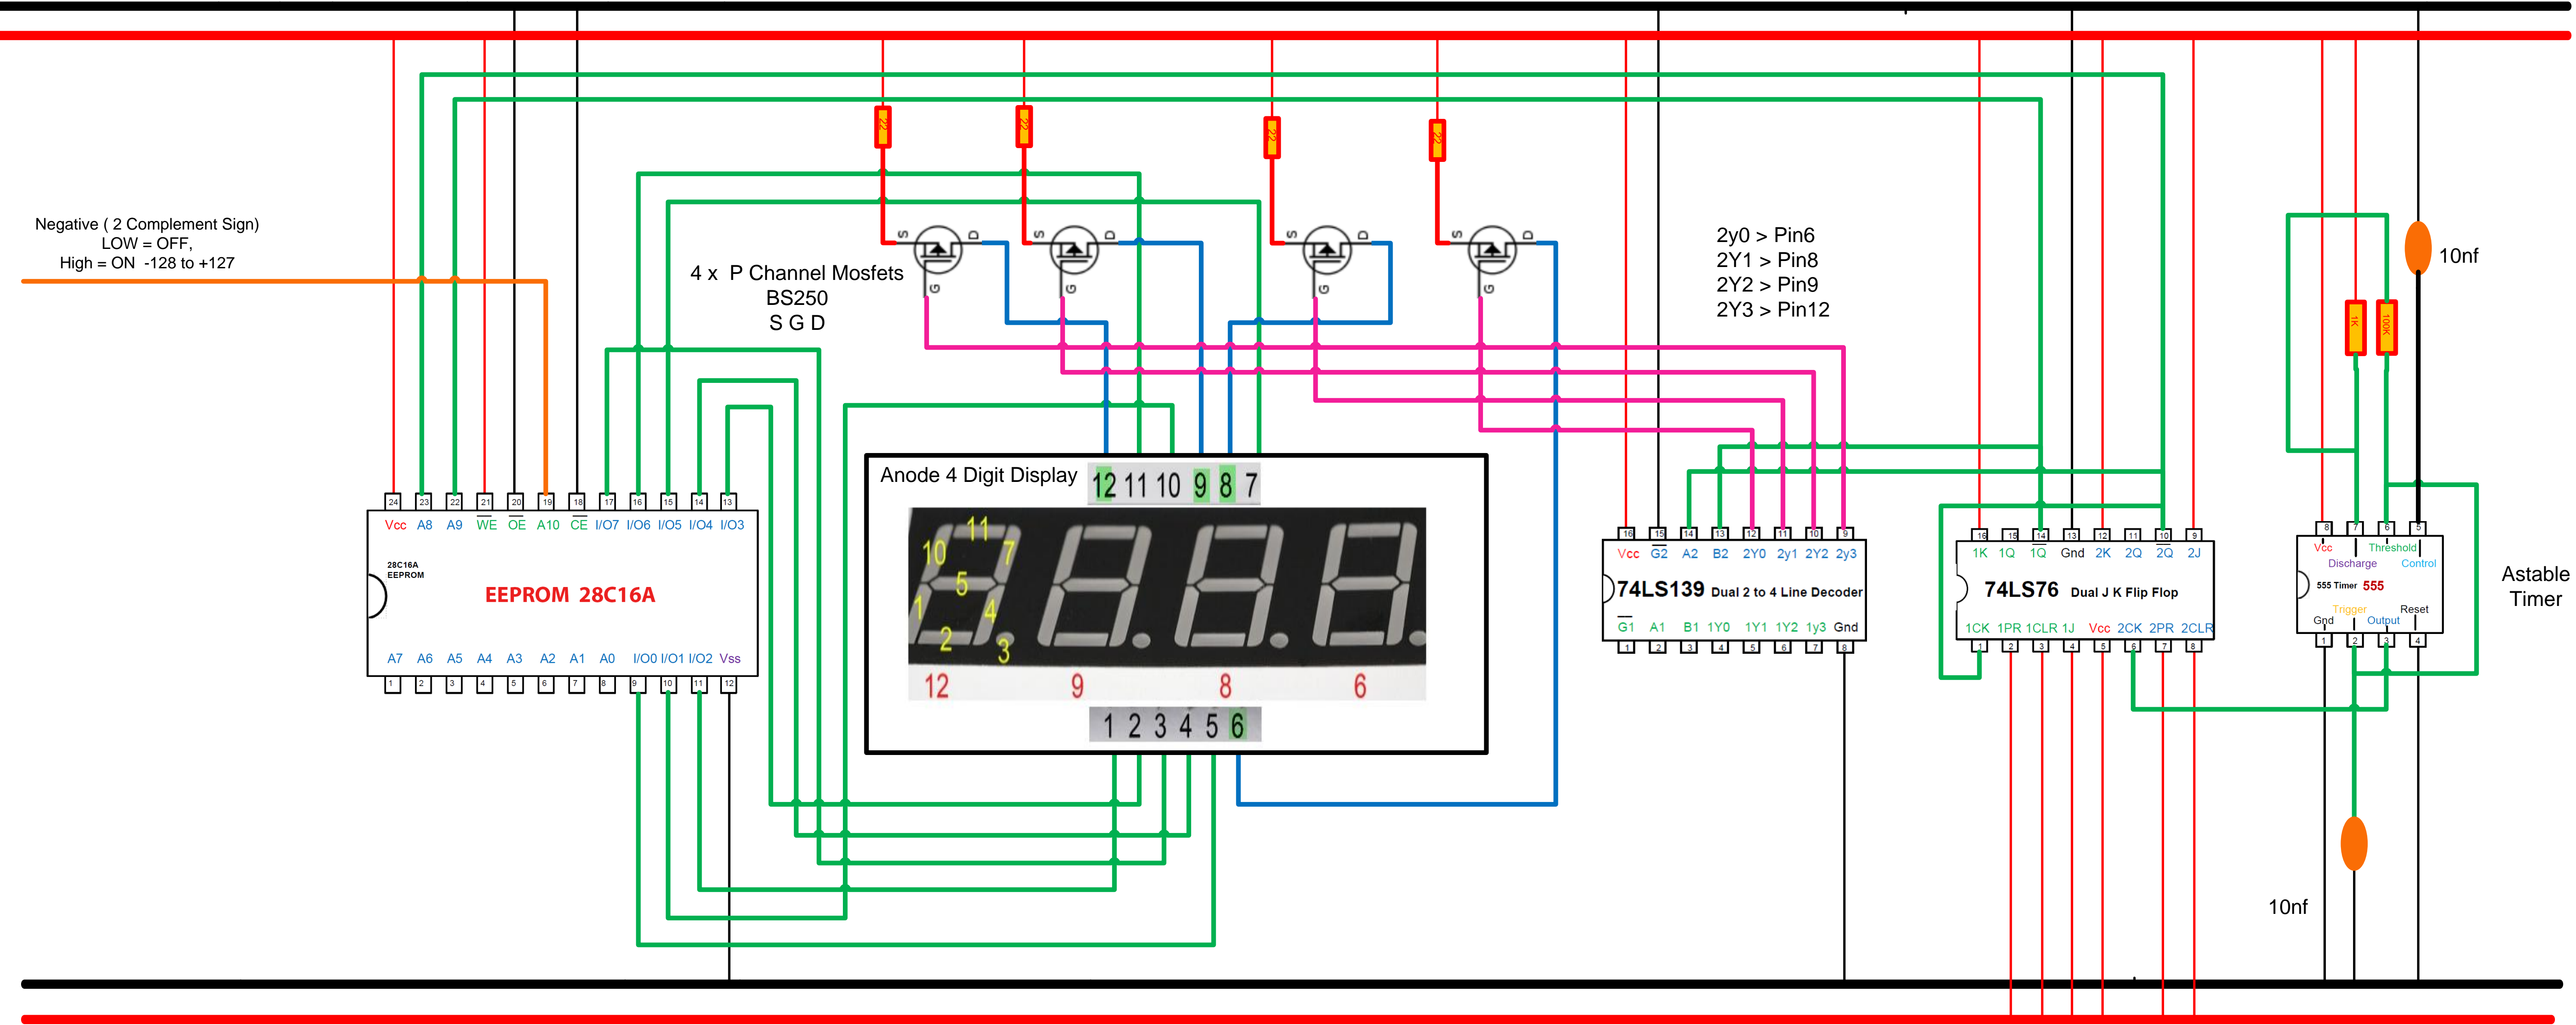 Negative ( 2 Complement Sign)
LOW = OFF,
High = ON -128 to +127
22
22
22
22
S
D
G
S
D
G
S
D
G
S
D
G
4 x P Channel Mosfets
BS250
S G D
2y0 > Pin6
2Y1 > Pin8
2Y2 > Pin9
2Y3 > Pin12
10nf
1K
100K
24 23 22 21 20 19 18 17 16 15 14 13
Vcc A8 A9 WE OE A10 CE I/O7 I/O6 I/O5 I/O4 I/O3
28C16A
EEPROM
EEPROM 28C16A
A7 A6 A5 A4 A3 A2 A1 A0 I/O0 I/O1 I/O2 Vss
1 2 3 4 5 6 7 8 9 10 11 12
Anode 4 Digit Display
12 11 10 9 8 7
11
10 7
5
1 4
2 3
12 9 8 6
1 2 3 4 5 6
16 15 14 13 12 11 10 9
Vcc G2 A2 B2 2Y0 2y1 2Y2 2y3
74LS139 Dual 2 to 4 Line Decoder
G1 A1 B1 1Y0 1Y1 1Y2 1y3 Gnd
1 2 3 4 5 6 7 8
16 15 14 13 12 11 10 9
1K 1Q 1Q Gnd 2K 2Q 2Q 2J
74LS76 Dual J K Flip Flop
1CK 1PR 1CLR 1J Vcc 2CK 2PR 2CLR
1 2 3 4 5 6 7 8
8 7 6 5
Vcc Threshold
Discharge Control
555 Timer 555
Trigger Reset
Gnd Output
1 2 3 4
Astable
Timer
10nf